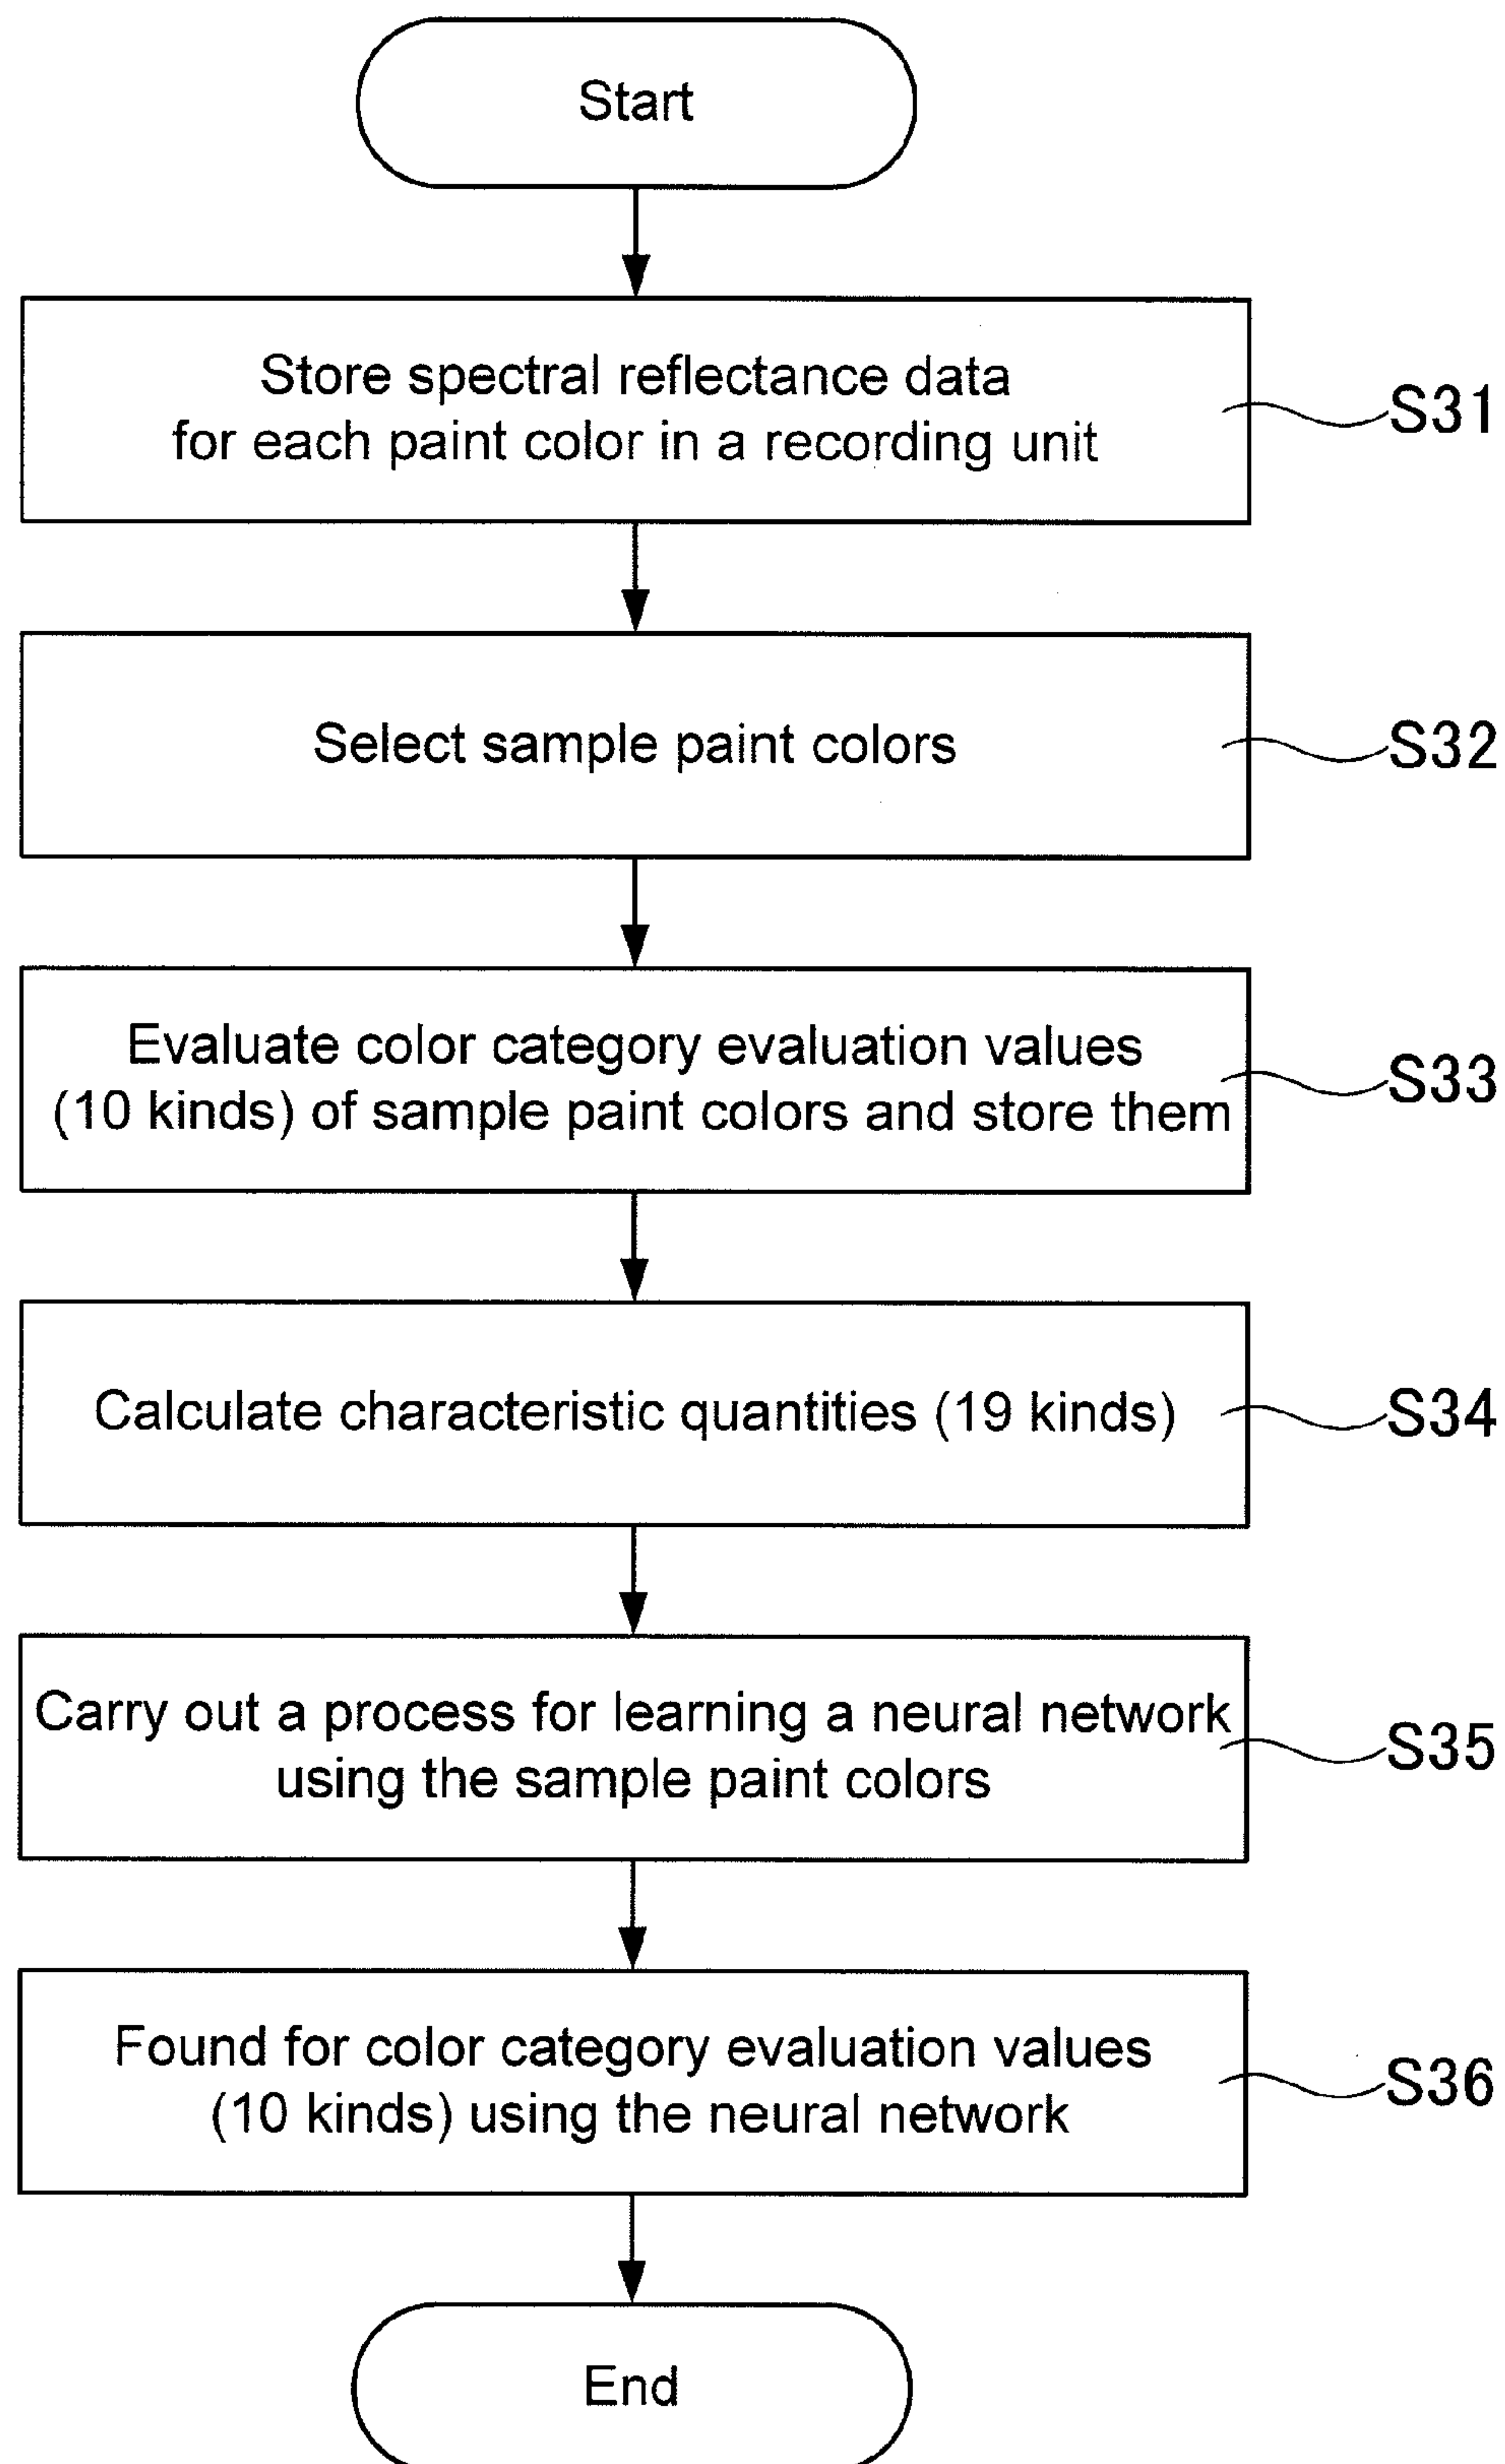 Start
Store spectral reflectance data
for each paint color in a recording unit
S31
Select sample paint colors
S32
Evaluate color category evaluation values
(10 kinds) of sample paint colors and store them
S33
Calculate characteristic quantities (19 kinds)
S34
Carry out a process for learning a neural network
using the sample paint colors
S35
Found for color category evaluation values
(10 kinds) using the neural network
S36
End